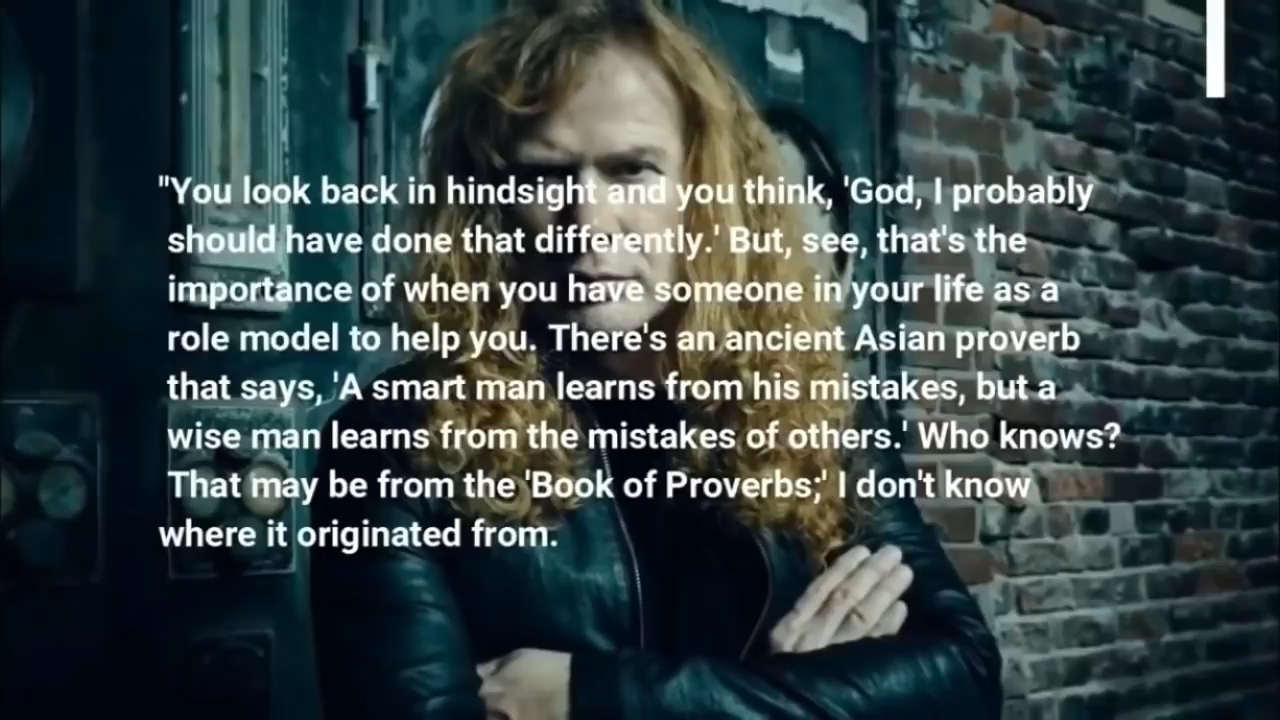 "You look back in hindsight and you think, 'God, I probably
should have done that differently.' But, see, that's the
importance of when you have someone in your life as a
role model to help you. There's an ancient Asian proverb
that says, 'A smart man learns from his mistakes, but a
wise man learns from the mistakes of others.' Who knows?
That may be from the 'Book of Proverbs;' I don't know
where it originated from.